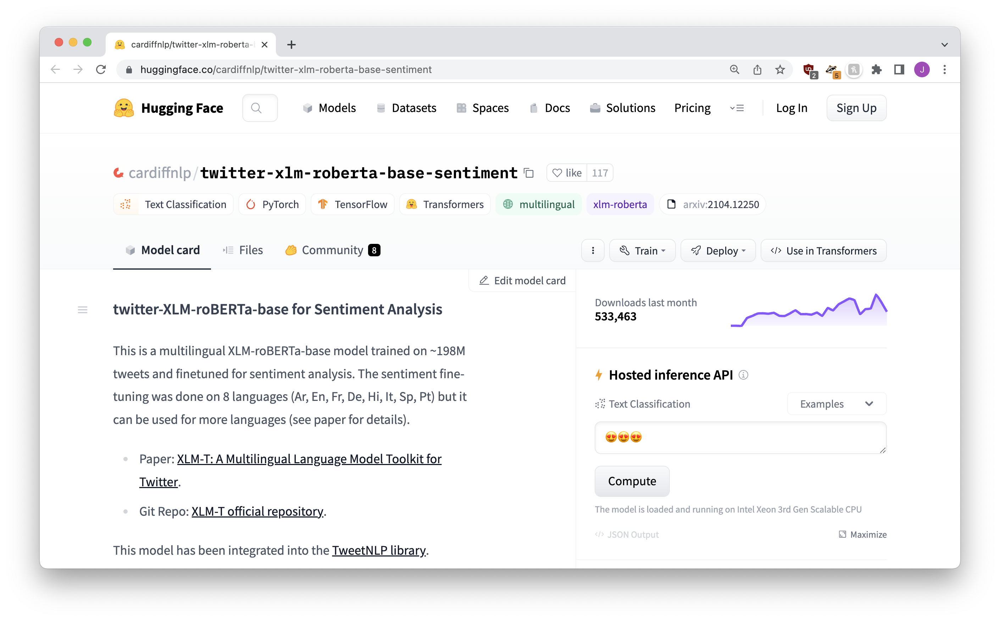 cardiffnlp/twitter-xlm-roberta-
huggingface.co/cardiffnlp/twitter-xlm-roberta-base-sentiment
2
5
J
Hugging Face
Models
Datasets
Spaces
Docs
Solutions
Pricing
Log In
Sign Up
cardiffnlp/twitter-xlm-roberta-base-sentiment
like 117
Text Classification
PyTorch
TensorFlow
Transformers
multilingual
xlm-roberta
arxiv:2104.12250
Model card
Files
Community 8
Train
Deploy
</> Use in Transformers
Edit model card
twitter-XLM-roBERTa-base for Sentiment Analysis
This is a multilingual XLM-roBERTa-base model trained on ~198M
tweets and finetuned for sentiment analysis. The sentiment fine-
tuning was done on 8 languages (Ar, En, Fr, De, Hi, It, Sp, Pt) but it
can be used for more languages (see paper for details).
• Paper: XLM-T: A Multilingual Language Model Toolkit for
Twitter.
• Git Repo: XLM-T official repository.
This model has been integrated into the TweetNLP library.
Downloads last month
533,463
Hosted inference API
Text Classification
Examples
😍😍😍
Compute
The model is loaded and running on Intel Xeon 3rd Gen Scalable CPU
</> JSON Output
Maximize